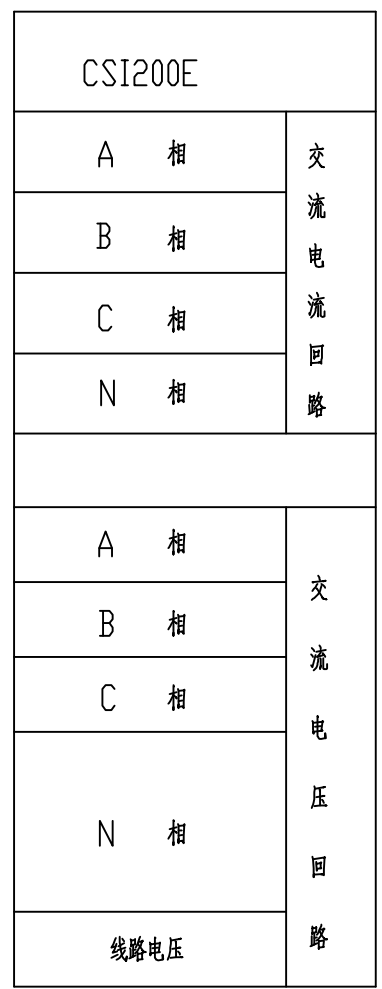 CSI200E
A 相
B 相
C 相
N 相
交流电流回路
A 相
B 相
C 相
N 相
线路电压
交流电压回路